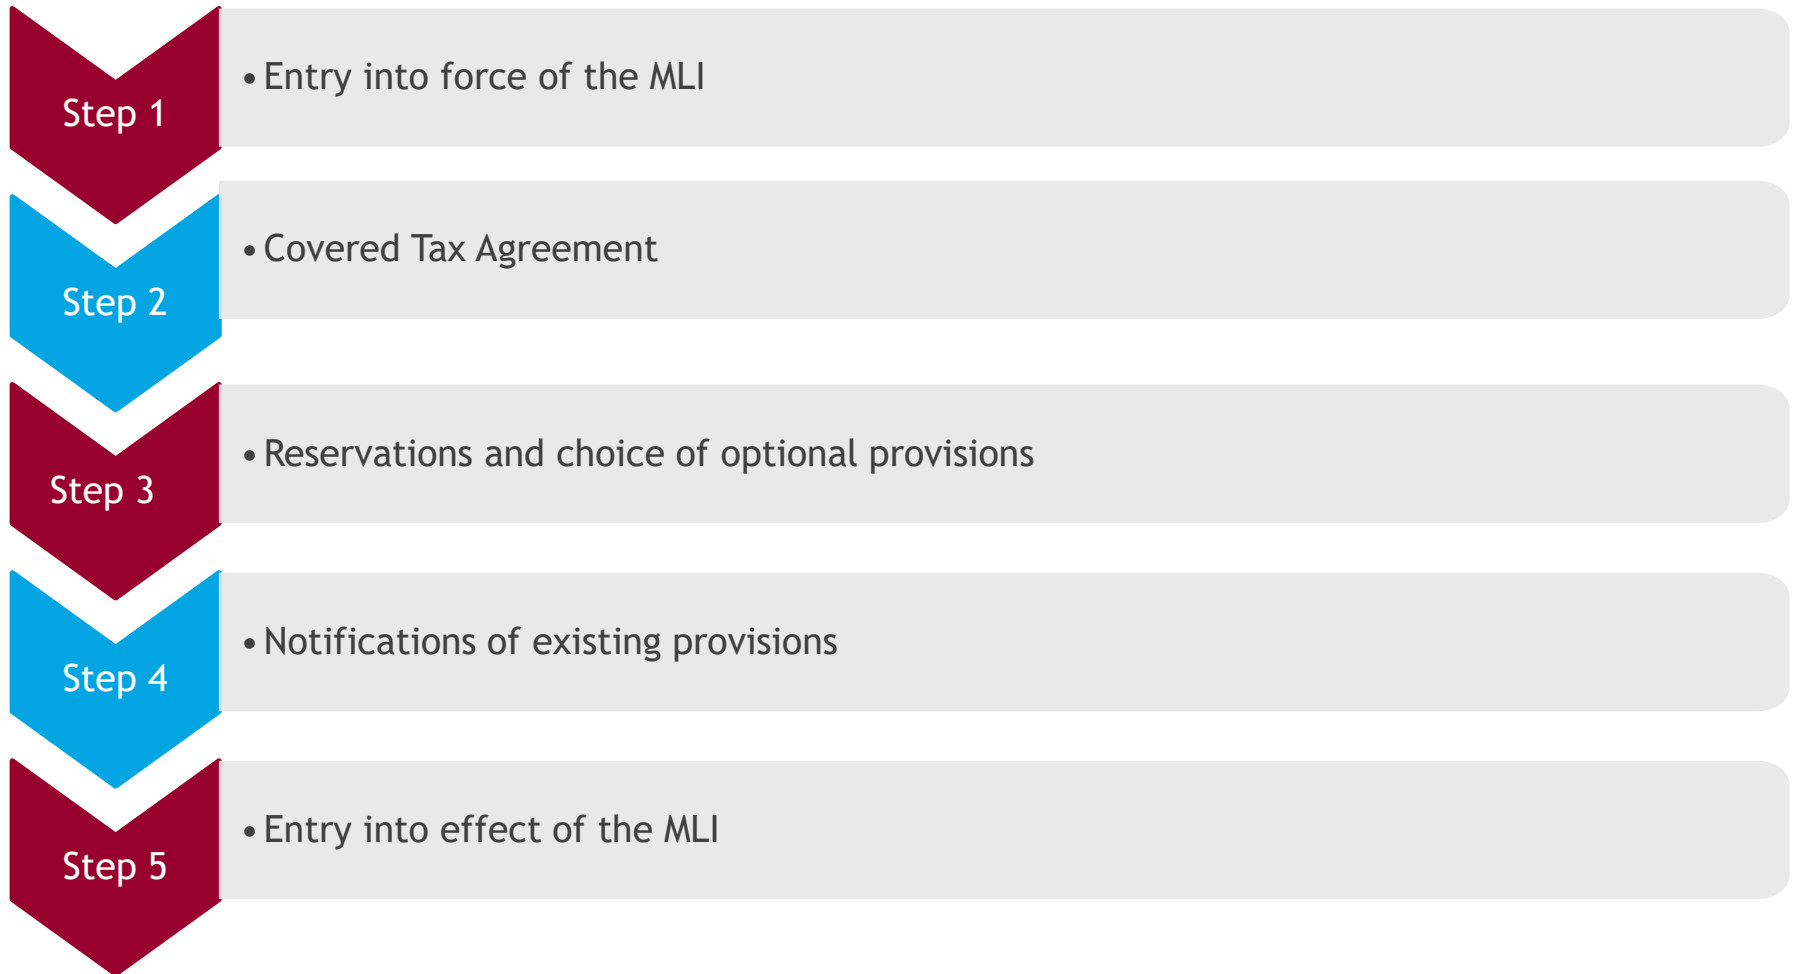 Step 1
• Entry into force of the MLI
Step 2
• Covered Tax Agreement
Step 3
• Reservations and choice of optional provisions
Step 4
• Notifications of existing provisions
Step 5
• Entry into effect of the MLI